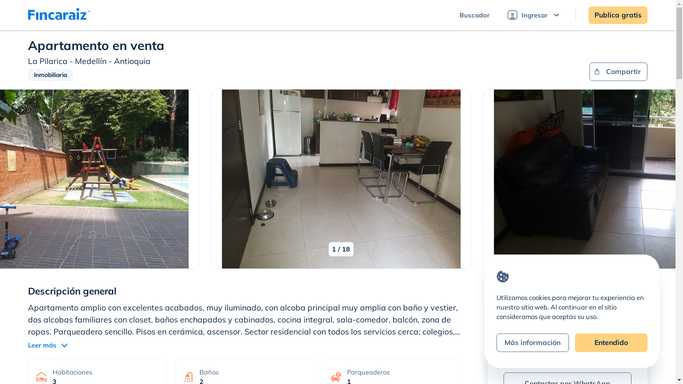 Fincaraiz
Buscador
Ingresar
Publica gratis
Apartamento en venta
La Pilarica - Medellín - Antioquia
Inmobiliaria
Compartir
1 / 18
Descripción general
Apartamento amplio con excelentes acabados, muy iluminado, con alcoba principal muy amplia con baño y vestier,
dos alcobas familiares con closet, baños enchapados y cabinados, cocina integral, sala-comedor, balcón, zona de
ropas. Parqueadero sencillo. Pisos en cerámica, ascensor. Sector residencial con todos los servicios cerca; colegios,...
Leer más
Habitaciones
3
Baños
2
Parqueaderos
1
Utilizamos cookies para mejorar tu experiencia en
nuestro sitio web. Al continuar en el sitio
consideramos que aceptas su uso.
Más información
Entendido
Contactar por WhatsApp